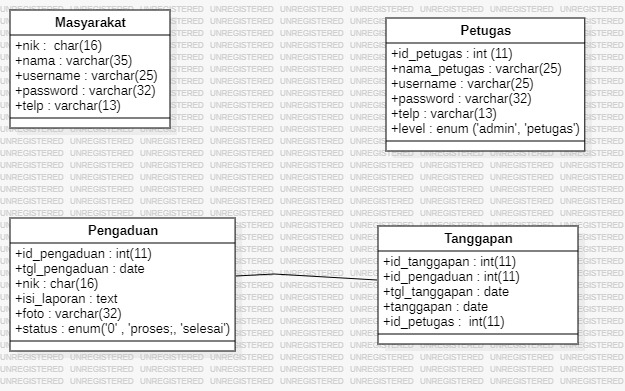 Masyarakat
+nik :  char(16)
+nama : varchar(35)
+username : varchar(25)
+password : varchar(32)
+telp : varchar(13)
Petugas
+id_petugas : int (11)
+nama_petugas : varchar(25)
+username : varchar(25)
+password : varchar(32)
+telp : varchar(13)
+level : enum ('admin', 'petugas')
Pengaduan
+id_pengaduan : int(11)
+tgl_pengaduan : date
+nik : char(16)
+isi_laporan : text
+foto : varchar(32)
+status : enum('0' , 'proses;, 'selesai')
Tanggapan
+id_tanggapan : int(11)
+id_pengaduan : int(11)
+tgl_tanggapan : date
+tanggapan : date
+id_petugas :  int(11)
UNREGISTERED